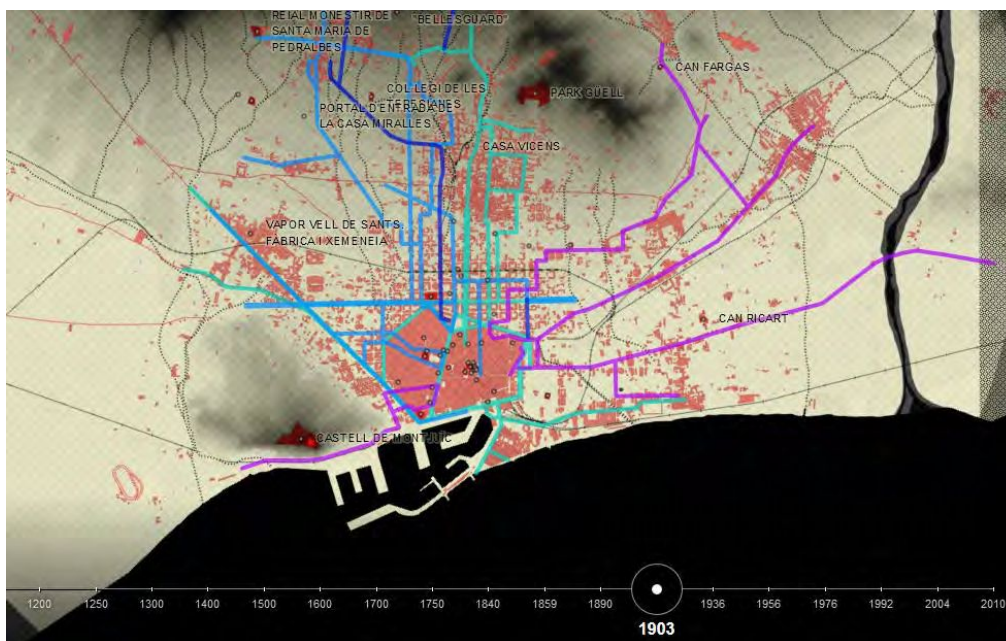 REIAL MONESTIR DE
SANTA MARIA DE
PEDRALBES
"BELLESGUARD"
CAN FARGAS
COL·LEGI DE LES
TERESIANES
PARK GÜELL
PORTAL D'ENTRADA DE
LA CASA MIRALLES
CASA VICENS
VAPOR VELL DE SANTS.
FABRICA I XEMENEIA
CAN RICART
CASTELL DE MONTJUIC
1200 1250 1300 1600 1700 1750 1840 1859 1890 1936 1956 1976 1992 2004 2010
1903